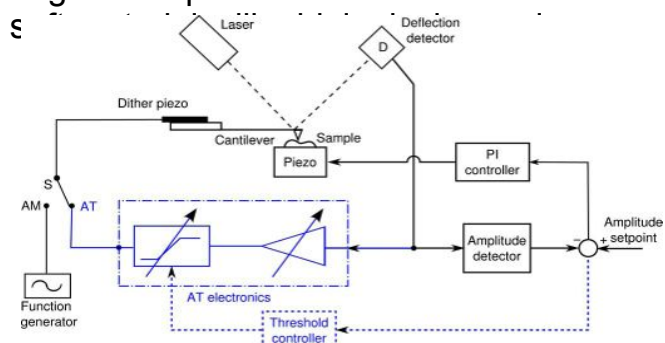 Laser
Deflection
detector
D
Dither piezo
Cantilever
Sample
Piezo
PI
controller
S
AM
AT
Amplitude
detector
−
+
Amplitude
setpoint
AT electronics
Function
generator
Threshold
controller